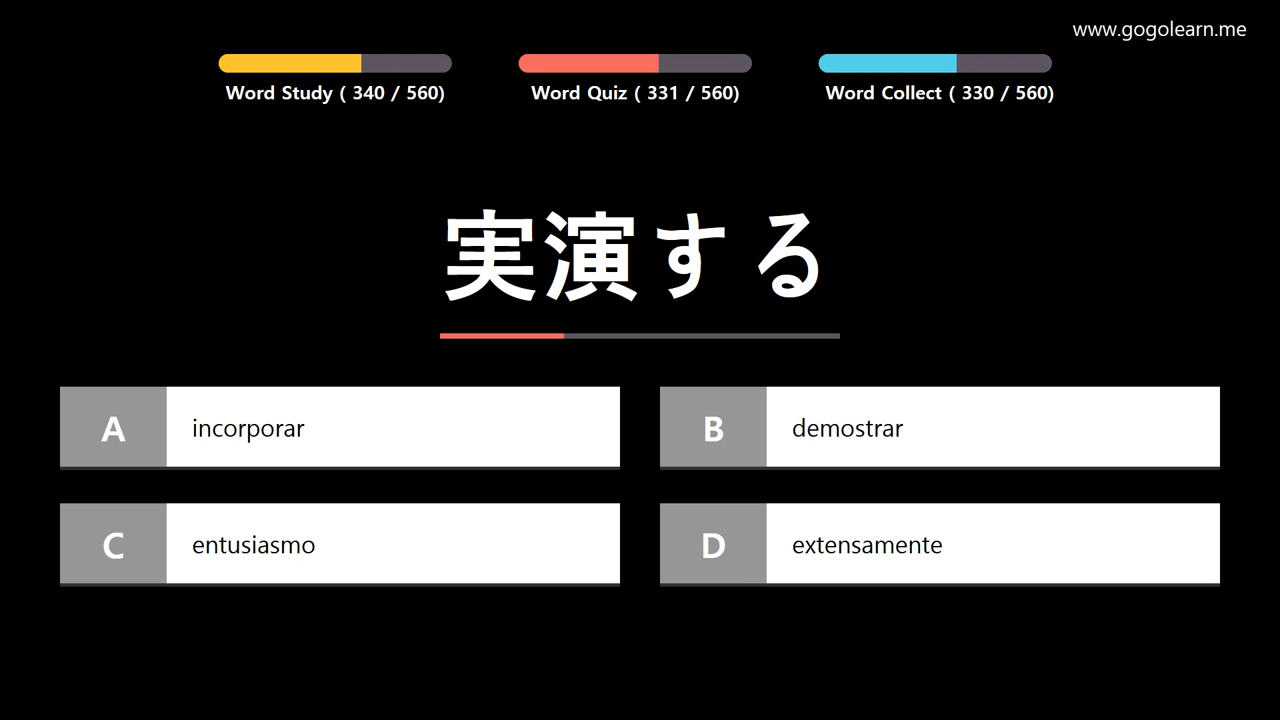 www.gogolearn.me
Word Study ( 340 / 560)
Word Quiz ( 331 / 560)
Word Collect ( 330 / 560)
実演する
A incorporar
B demostrar
C entusiasmo
D extensamente